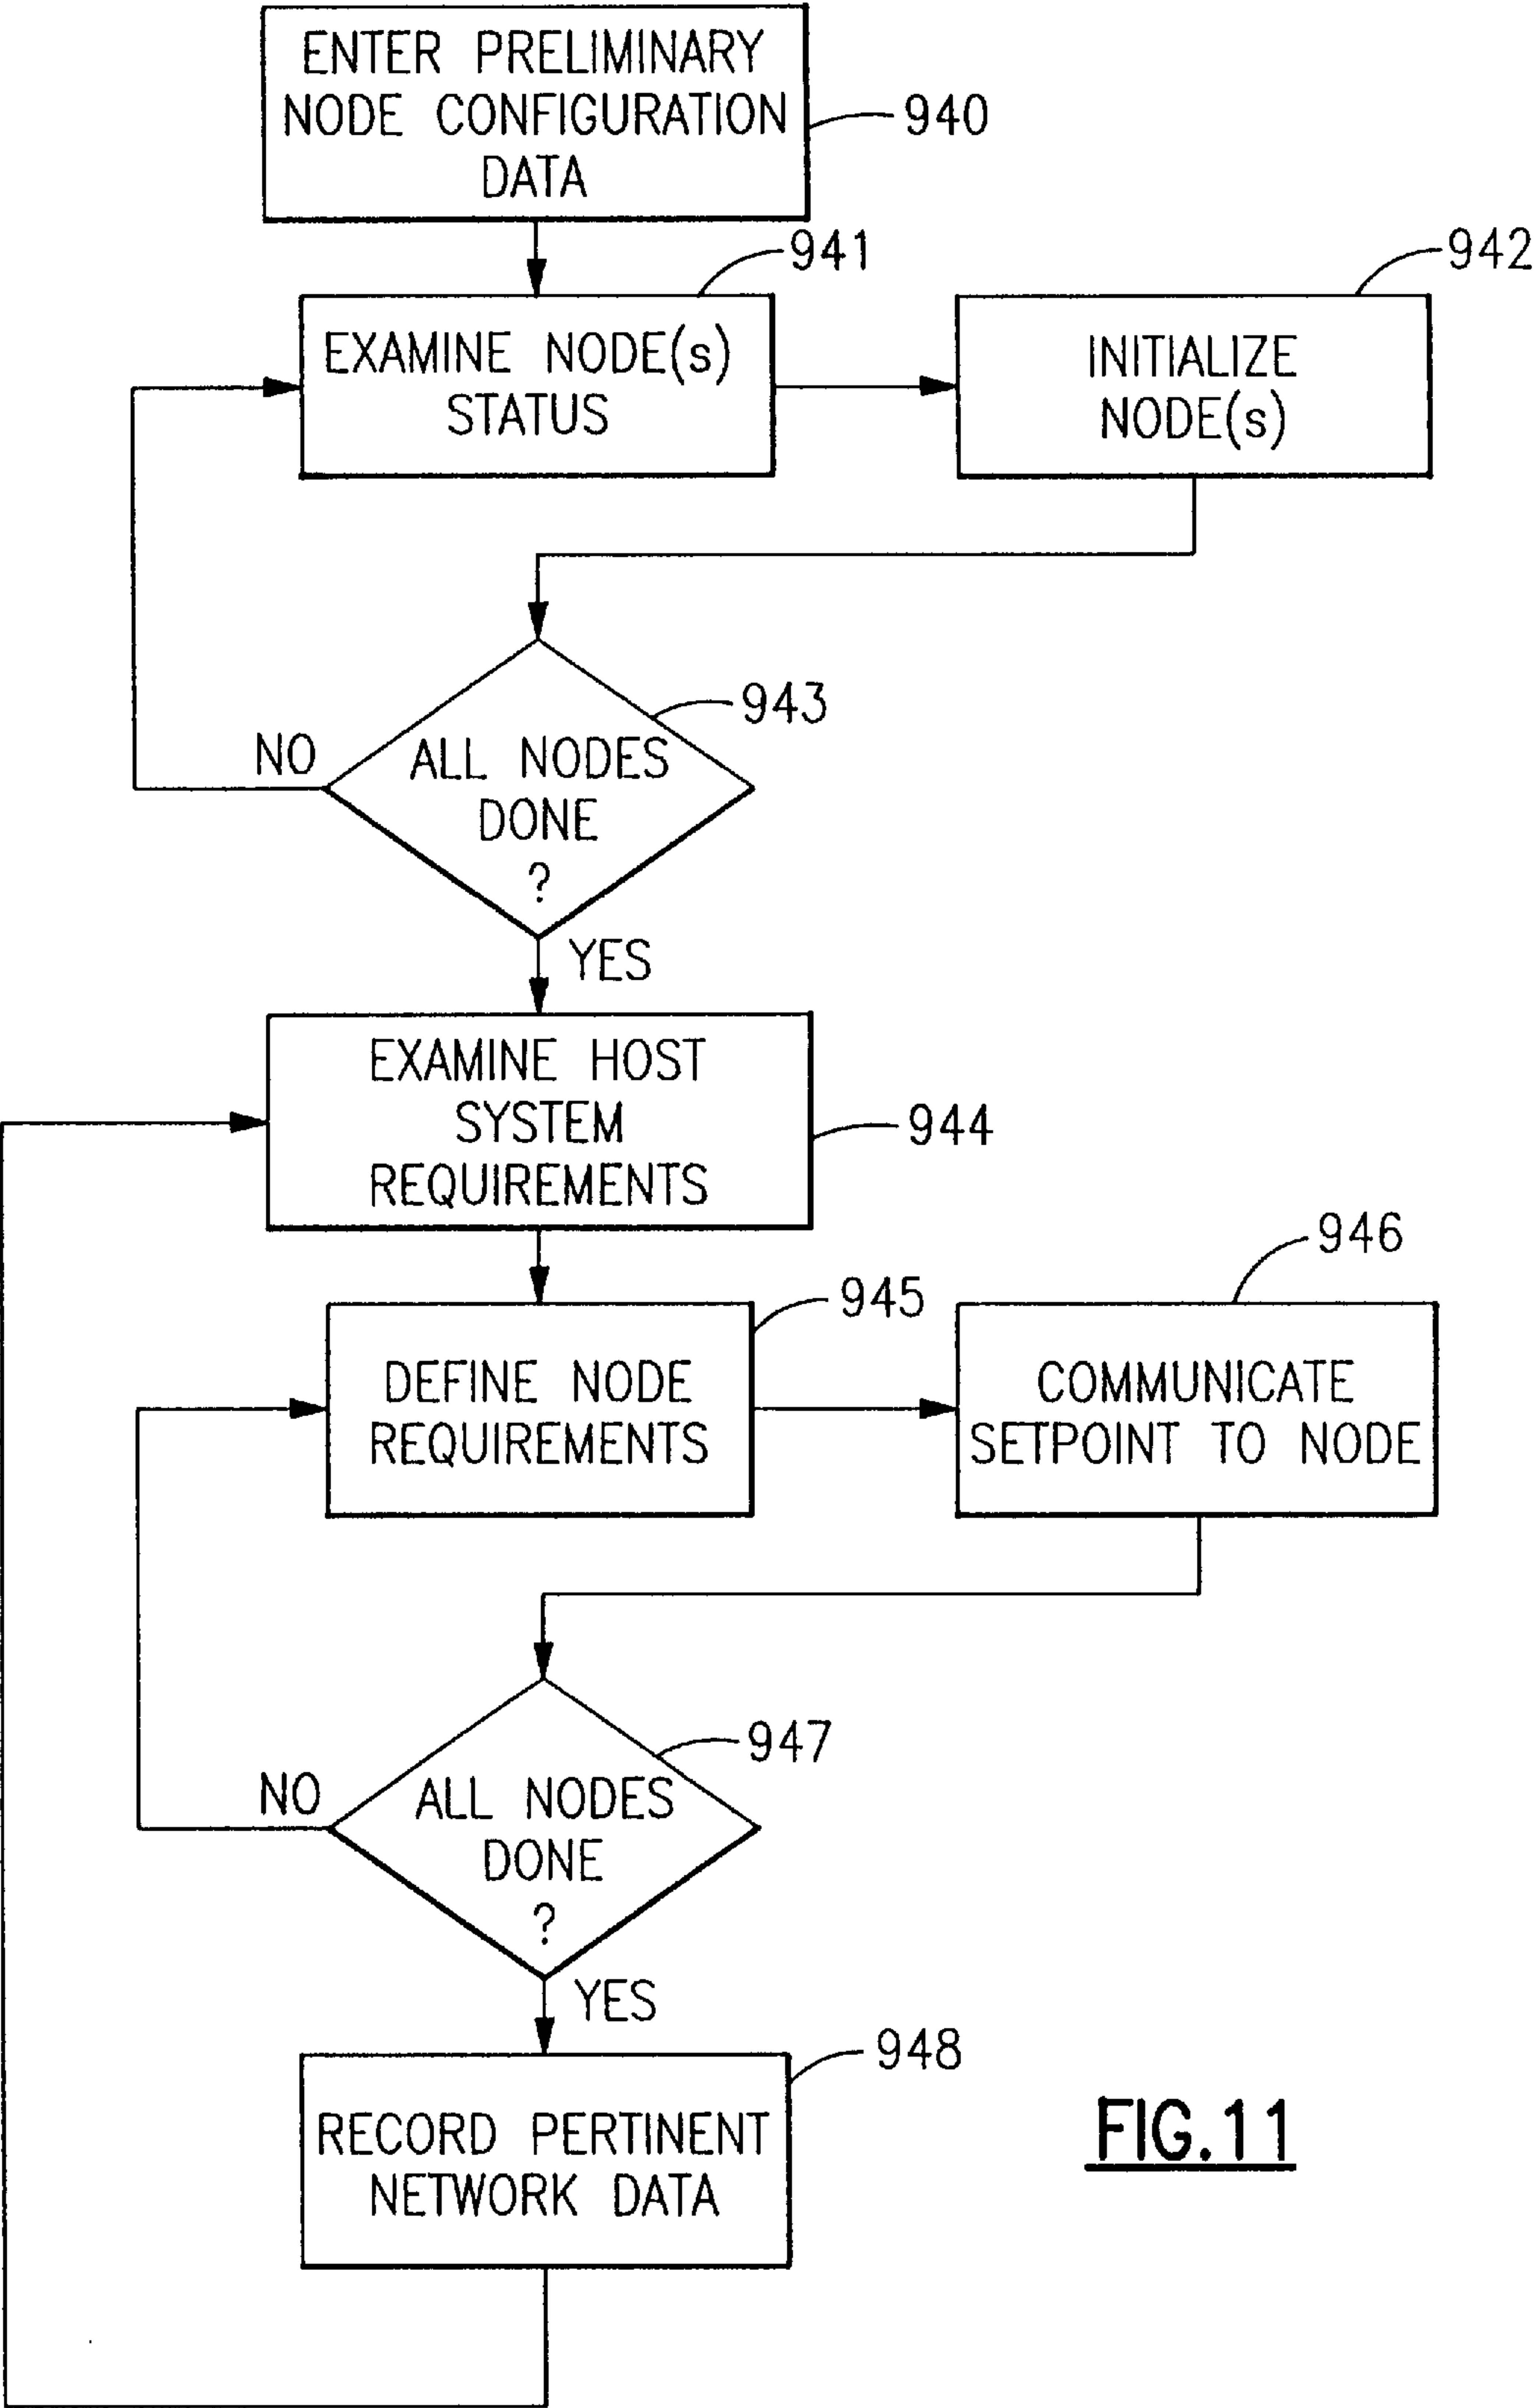 ENTER PRELIMINARY
NODE CONFIGURATION
DATA
940
941
EXAMINE NODE(s)
STATUS
942
INITIALIZE
NODE(s)
943
ALL NODES
DONE
?
NO
YES
EXAMINE HOST
SYSTEM
REQUIREMENTS
944
945
DEFINE NODE
REQUIREMENTS
946
COMMUNICATE
SETPOINT TO NODE
947
ALL NODES
DONE
?
NO
YES
948
RECORD PERTINENT
NETWORK DATA
FIG.11